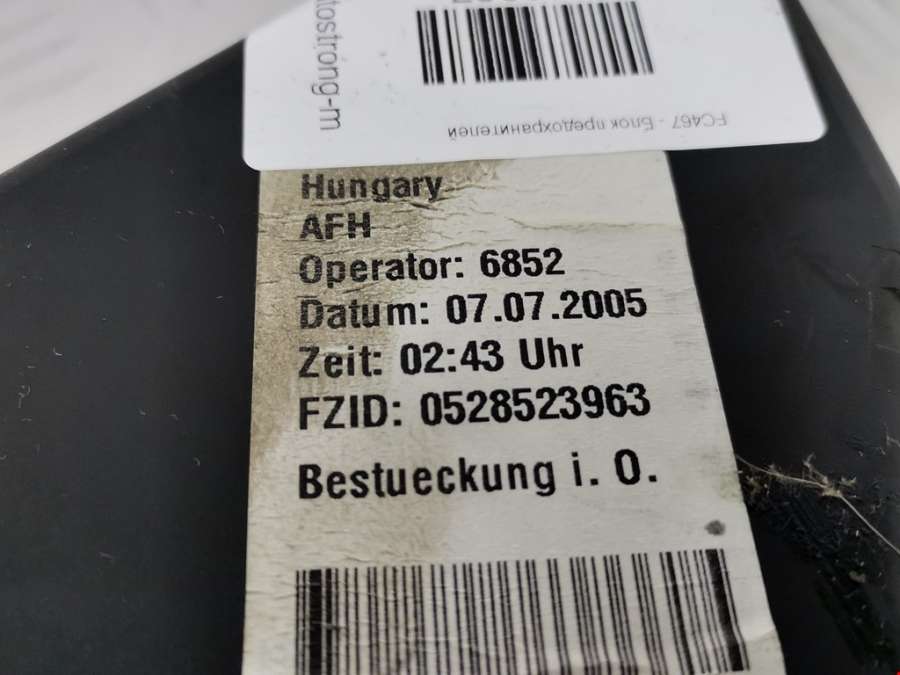 tostrong-m
FC467 - Блок предохранителей
Hungary
AFH
Operator: 6852
Datum: 07.07.2005
Zeit: 02:43 Uhr
FZID: 0528523963
Bestueckung i. O.